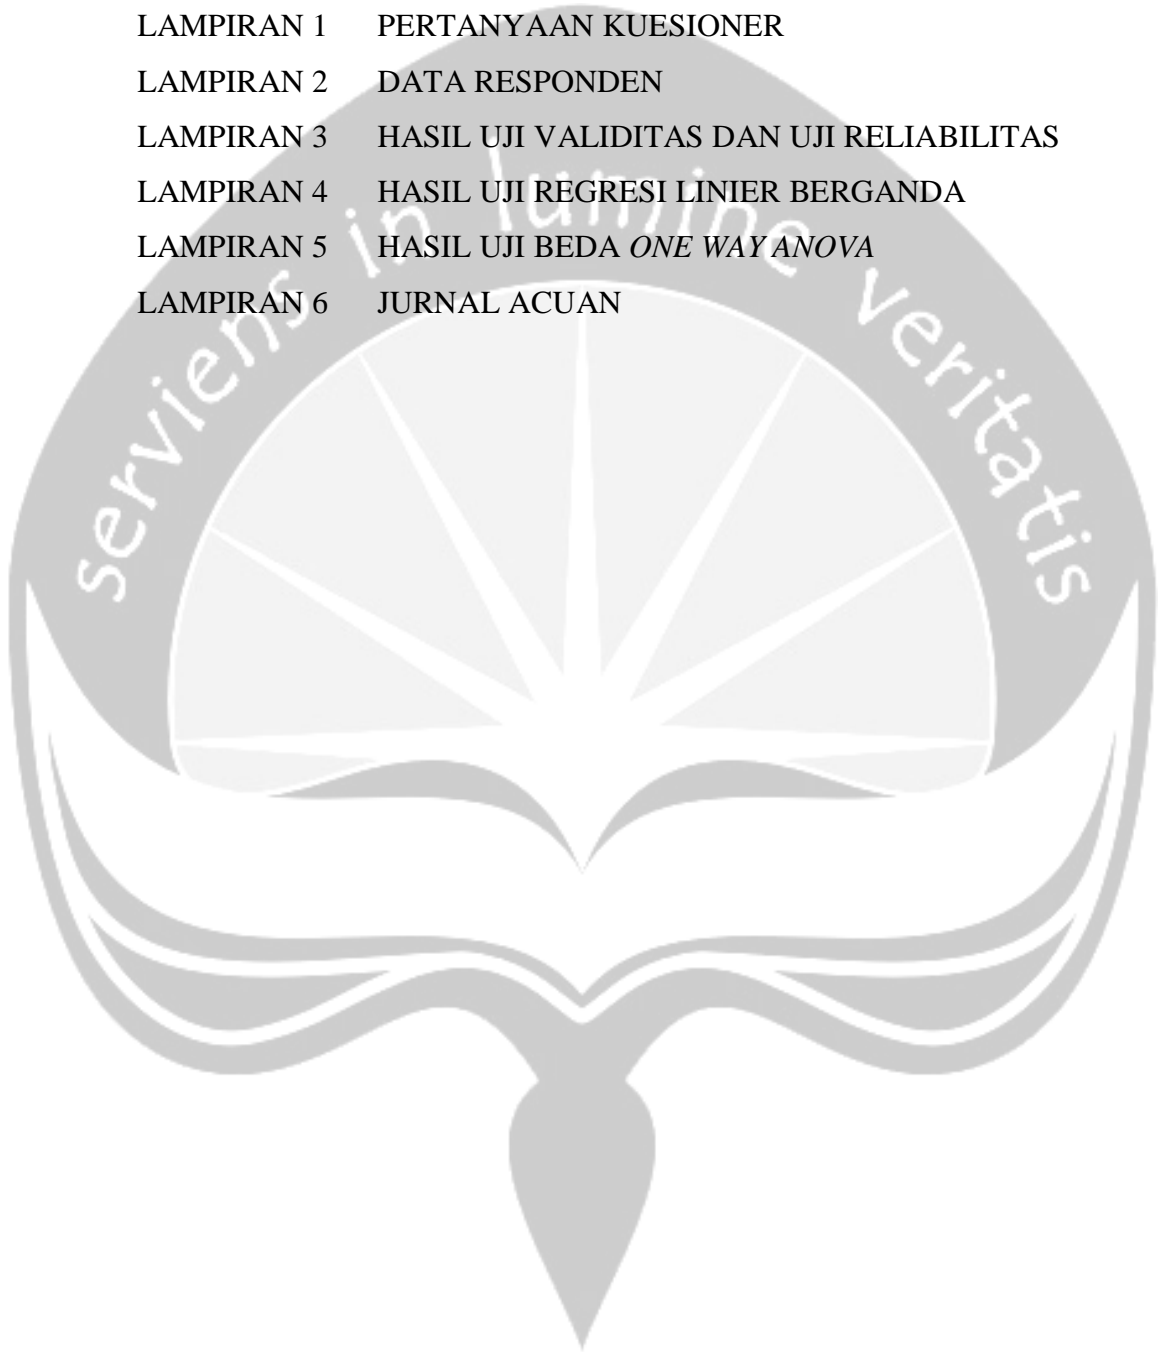 LAMPIRAN 1 PERTANYAAN KUESIONER
LAMPIRAN 2 DATA RESPONDEN
LAMPIRAN 3 HASIL UJI VALIDITAS DAN UJI RELIABILITAS
LAMPIRAN 4 HASIL UJI REGRESI LINIER BERGANDA
LAMPIRAN 5 HASIL UJI BEDA ONE WAY ANOVA
LAMPIRAN 6 JURNAL ACUAN
serviens in lumine veritatis